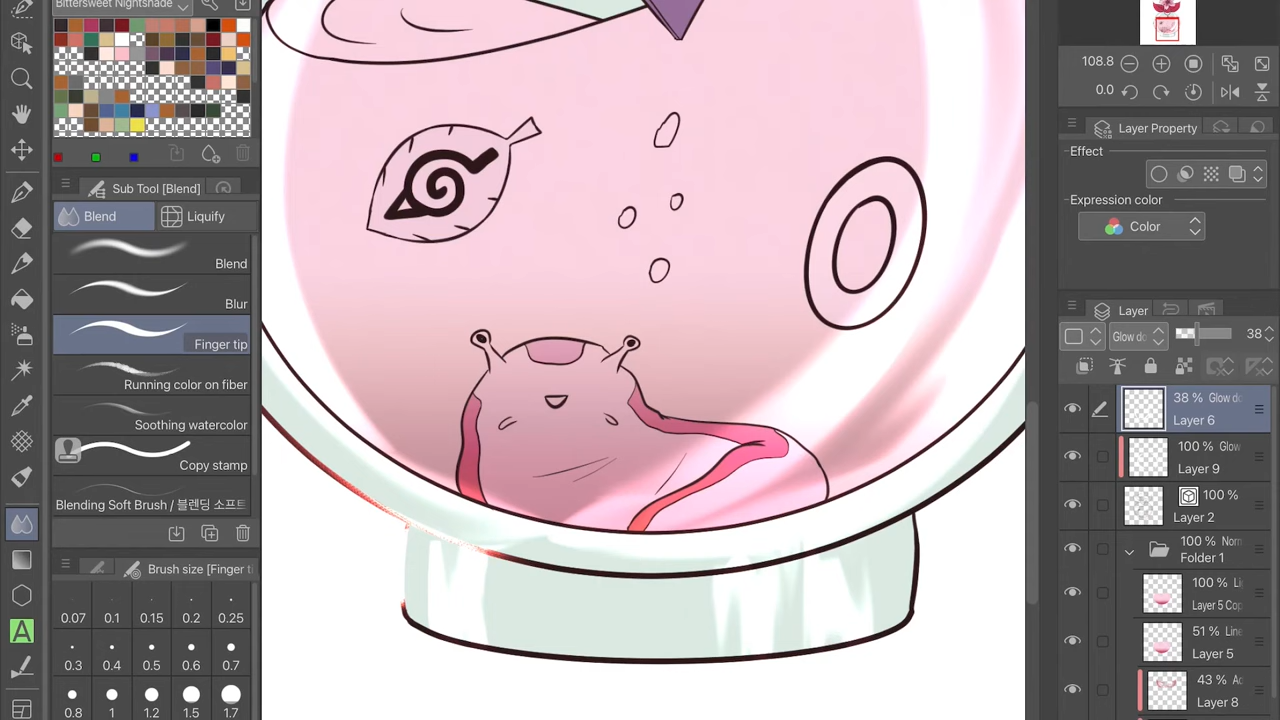 Bittersweet Nightshade
Sub Tool [Blend]
Blend
Liquify
Blend
Blur
Finger tip
Running color on fiber
Soothing watercolor
Copy stamp
Blending Soft Brush / 블렌딩 소프트
Brush size [Finger ti
0.07 0.1 0.15 0.2 0.25
0.3 0.4 0.5 0.6 0.7
0.8 1 1.2 1.5 1.7
A
108.8
0.0
Layer Property
Effect
Expression color
Color
Layer
Glow do
38
38 % Glow do
Layer 6
100 % Glow
Layer 9
100 %
Layer 2
100 % Norm
Folder 1
100 % Li
Layer 5 Cop
51 % Line
Layer 5
43 % Ad
Layer 8